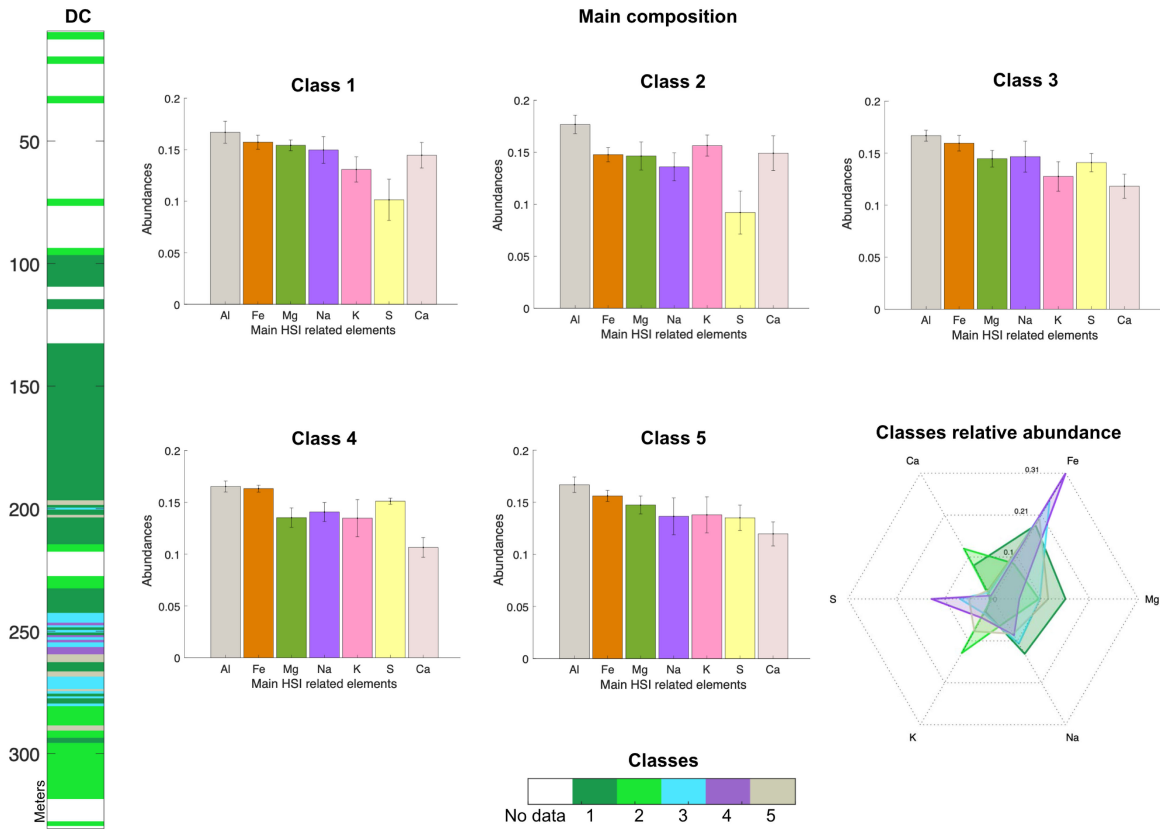 DC
Main composition
50
100
150
200
250
300
Meters
Class 1
0.2
0.15
0.1
0.05
0
Abundances
Al Fe Mg Na K S Ca
Main HSI related elements
Class 2
0.2
0.15
0.1
0.05
0
Abundances
Al Fe Mg Na K S Ca
Main HSI related elements
Class 3
0.2
0.15
0.1
0.05
0
Abundances
Al Fe Mg Na K S Ca
Main HSI related elements
Class 4
0.2
0.15
0.1
0.05
0
Abundances
Al Fe Mg Na K S Ca
Main HSI related elements
Class 5
0.2
0.15
0.1
0.05
0
Abundances
Al Fe Mg Na K S Ca
Main HSI related elements
Classes relative abundance
Ca Fe
0.31
0.21
0.1
0
S Mg
K Na
Classes
No data 1 2 3 4 5